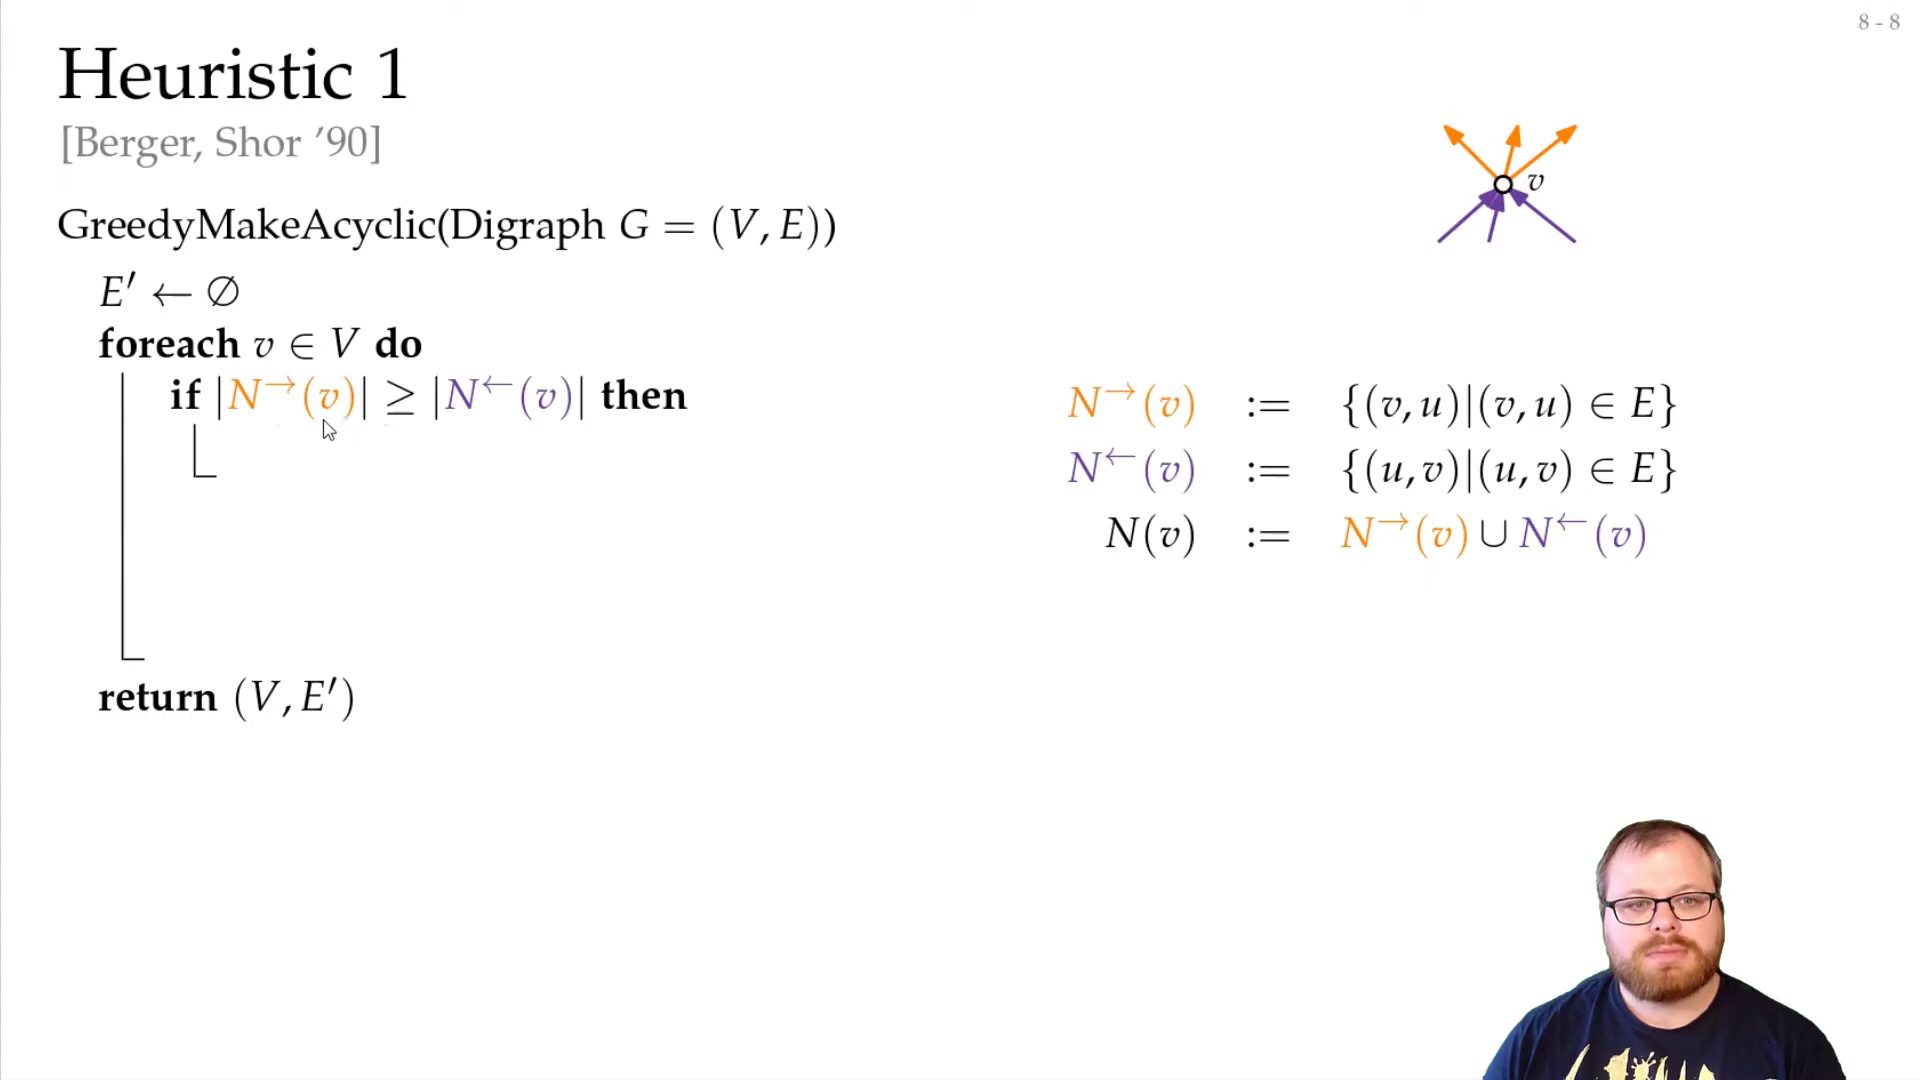 8 - 8
Heuristic 1
[Berger, Shor ’90]
GreedyMakeAcyclic(Digraph G = (V, E))
E′ ← ∅
foreach v ∈ V do
if |N→(v)| ≥ |N←(v)| then
return (V, E′)
v
N→(v) := {(v, u)|(v, u) ∈ E}
N←(v) := {(u, v)|(u, v) ∈ E}
N(v) := N→(v) ∪ N←(v)